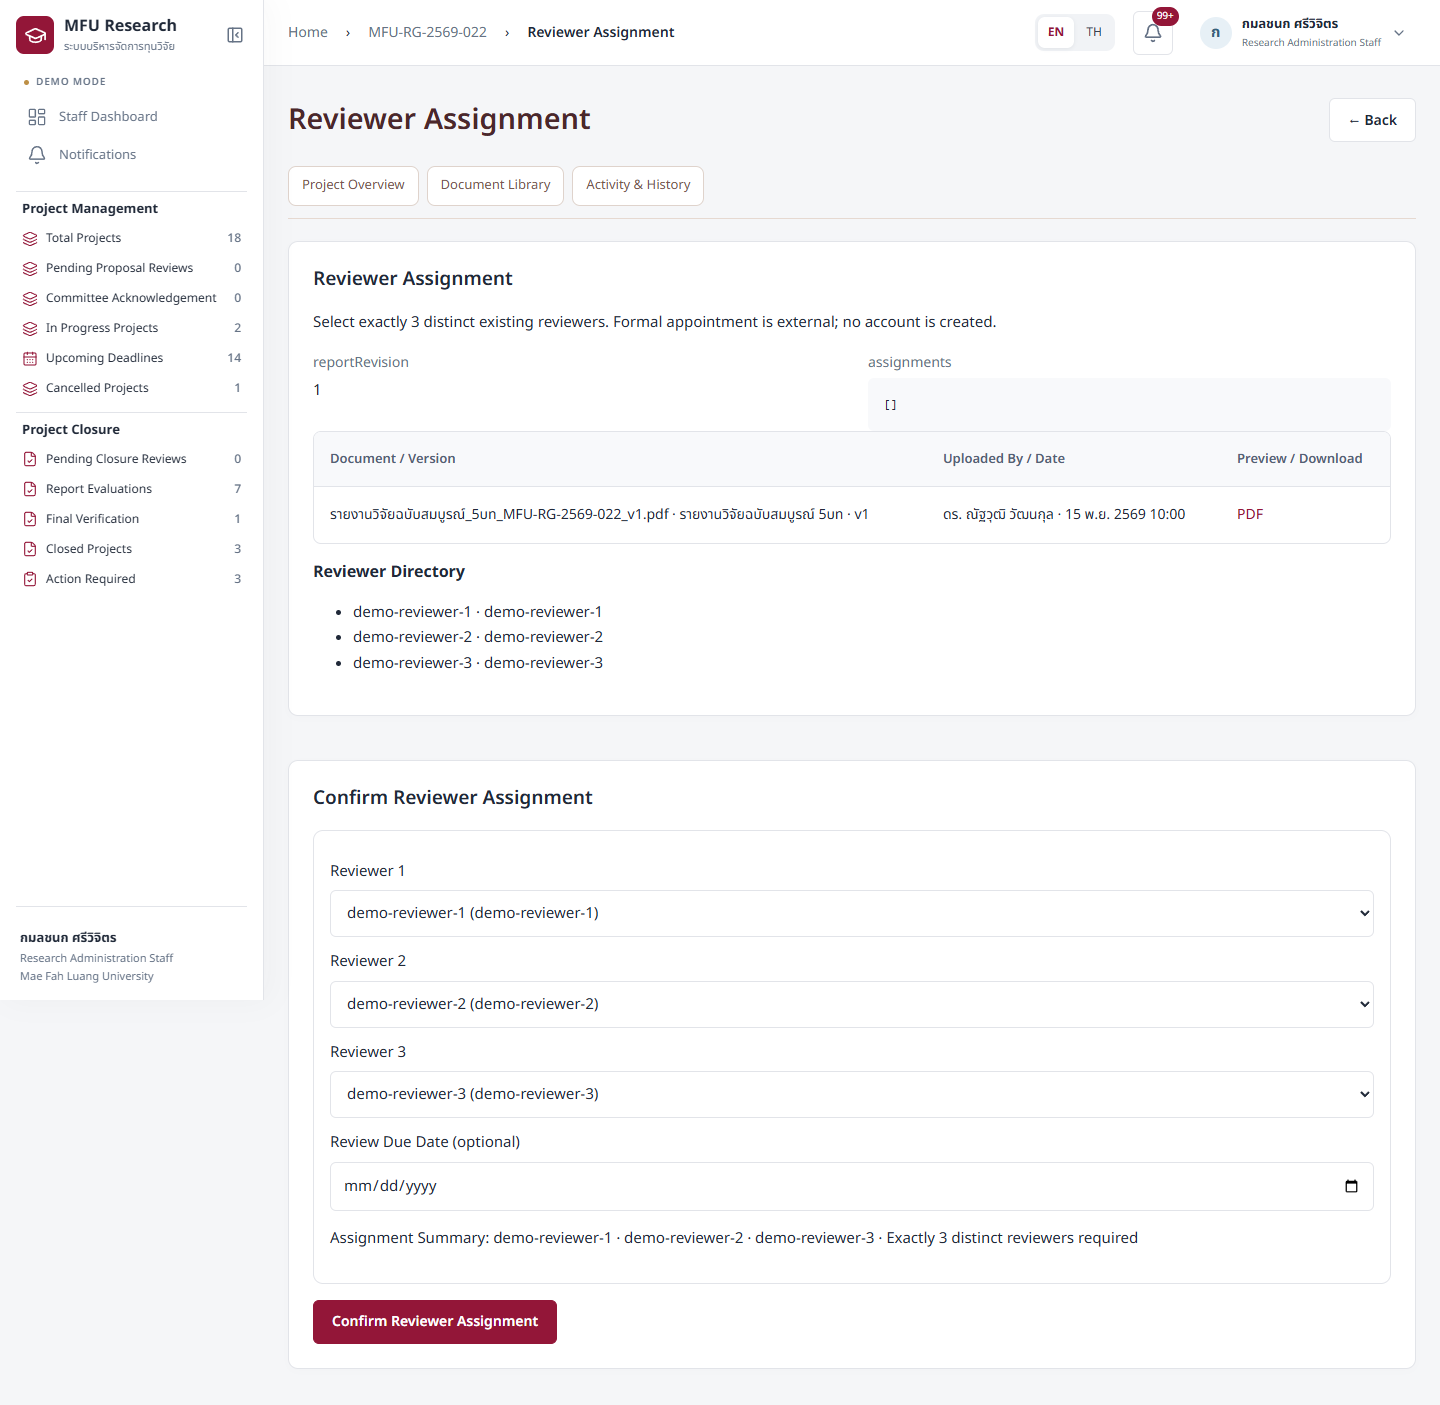 MFU Research
ระบบบริหารจัดการทุนวิจัย
DEMO MODE
Staff Dashboard
Notifications
Project Management
Total Projects 18
Pending Proposal Reviews 0
Committee Acknowledgement 0
In Progress Projects 2
Upcoming Deadlines 14
Cancelled Projects 1
Project Closure
Pending Closure Reviews 0
Report Evaluations 7
Final Verification 1
Closed Projects 3
Action Required 3
กมลชนก ศรีวิจิตร
Research Administration Staff
Mae Fah Luang University
Home › MFU-RG-2569-022 › Reviewer Assignment
EN TH
99+
ก
กมลชนก ศรีวิจิตร
Research Administration Staff
Reviewer Assignment
← Back
Project Overview
Document Library
Activity & History
Reviewer Assignment
Select exactly 3 distinct existing reviewers. Formal appointment is external; no account is created.
reportRevision
1
assignments
[]
Document / Version Uploaded By / Date Preview / Download
รายงานวิจัยฉบับสมบูรณ์_5บท_MFU-RG-2569-022_v1.pdf · รายงานวิจัยฉบับสมบูรณ์ 5บท · v1 ดร. ณัฐวุฒิ วัฒนกุล · 15 พ.ย. 2569 10:00 PDF
Reviewer Directory
• demo-reviewer-1 · demo-reviewer-1
• demo-reviewer-2 · demo-reviewer-2
• demo-reviewer-3 · demo-reviewer-3
Confirm Reviewer Assignment
Reviewer 1
demo-reviewer-1 (demo-reviewer-1)
Reviewer 2
demo-reviewer-2 (demo-reviewer-2)
Reviewer 3
demo-reviewer-3 (demo-reviewer-3)
Review Due Date (optional)
mm/dd/yyyy
Assignment Summary: demo-reviewer-1 · demo-reviewer-2 · demo-reviewer-3 · Exactly 3 distinct reviewers required
Confirm Reviewer Assignment